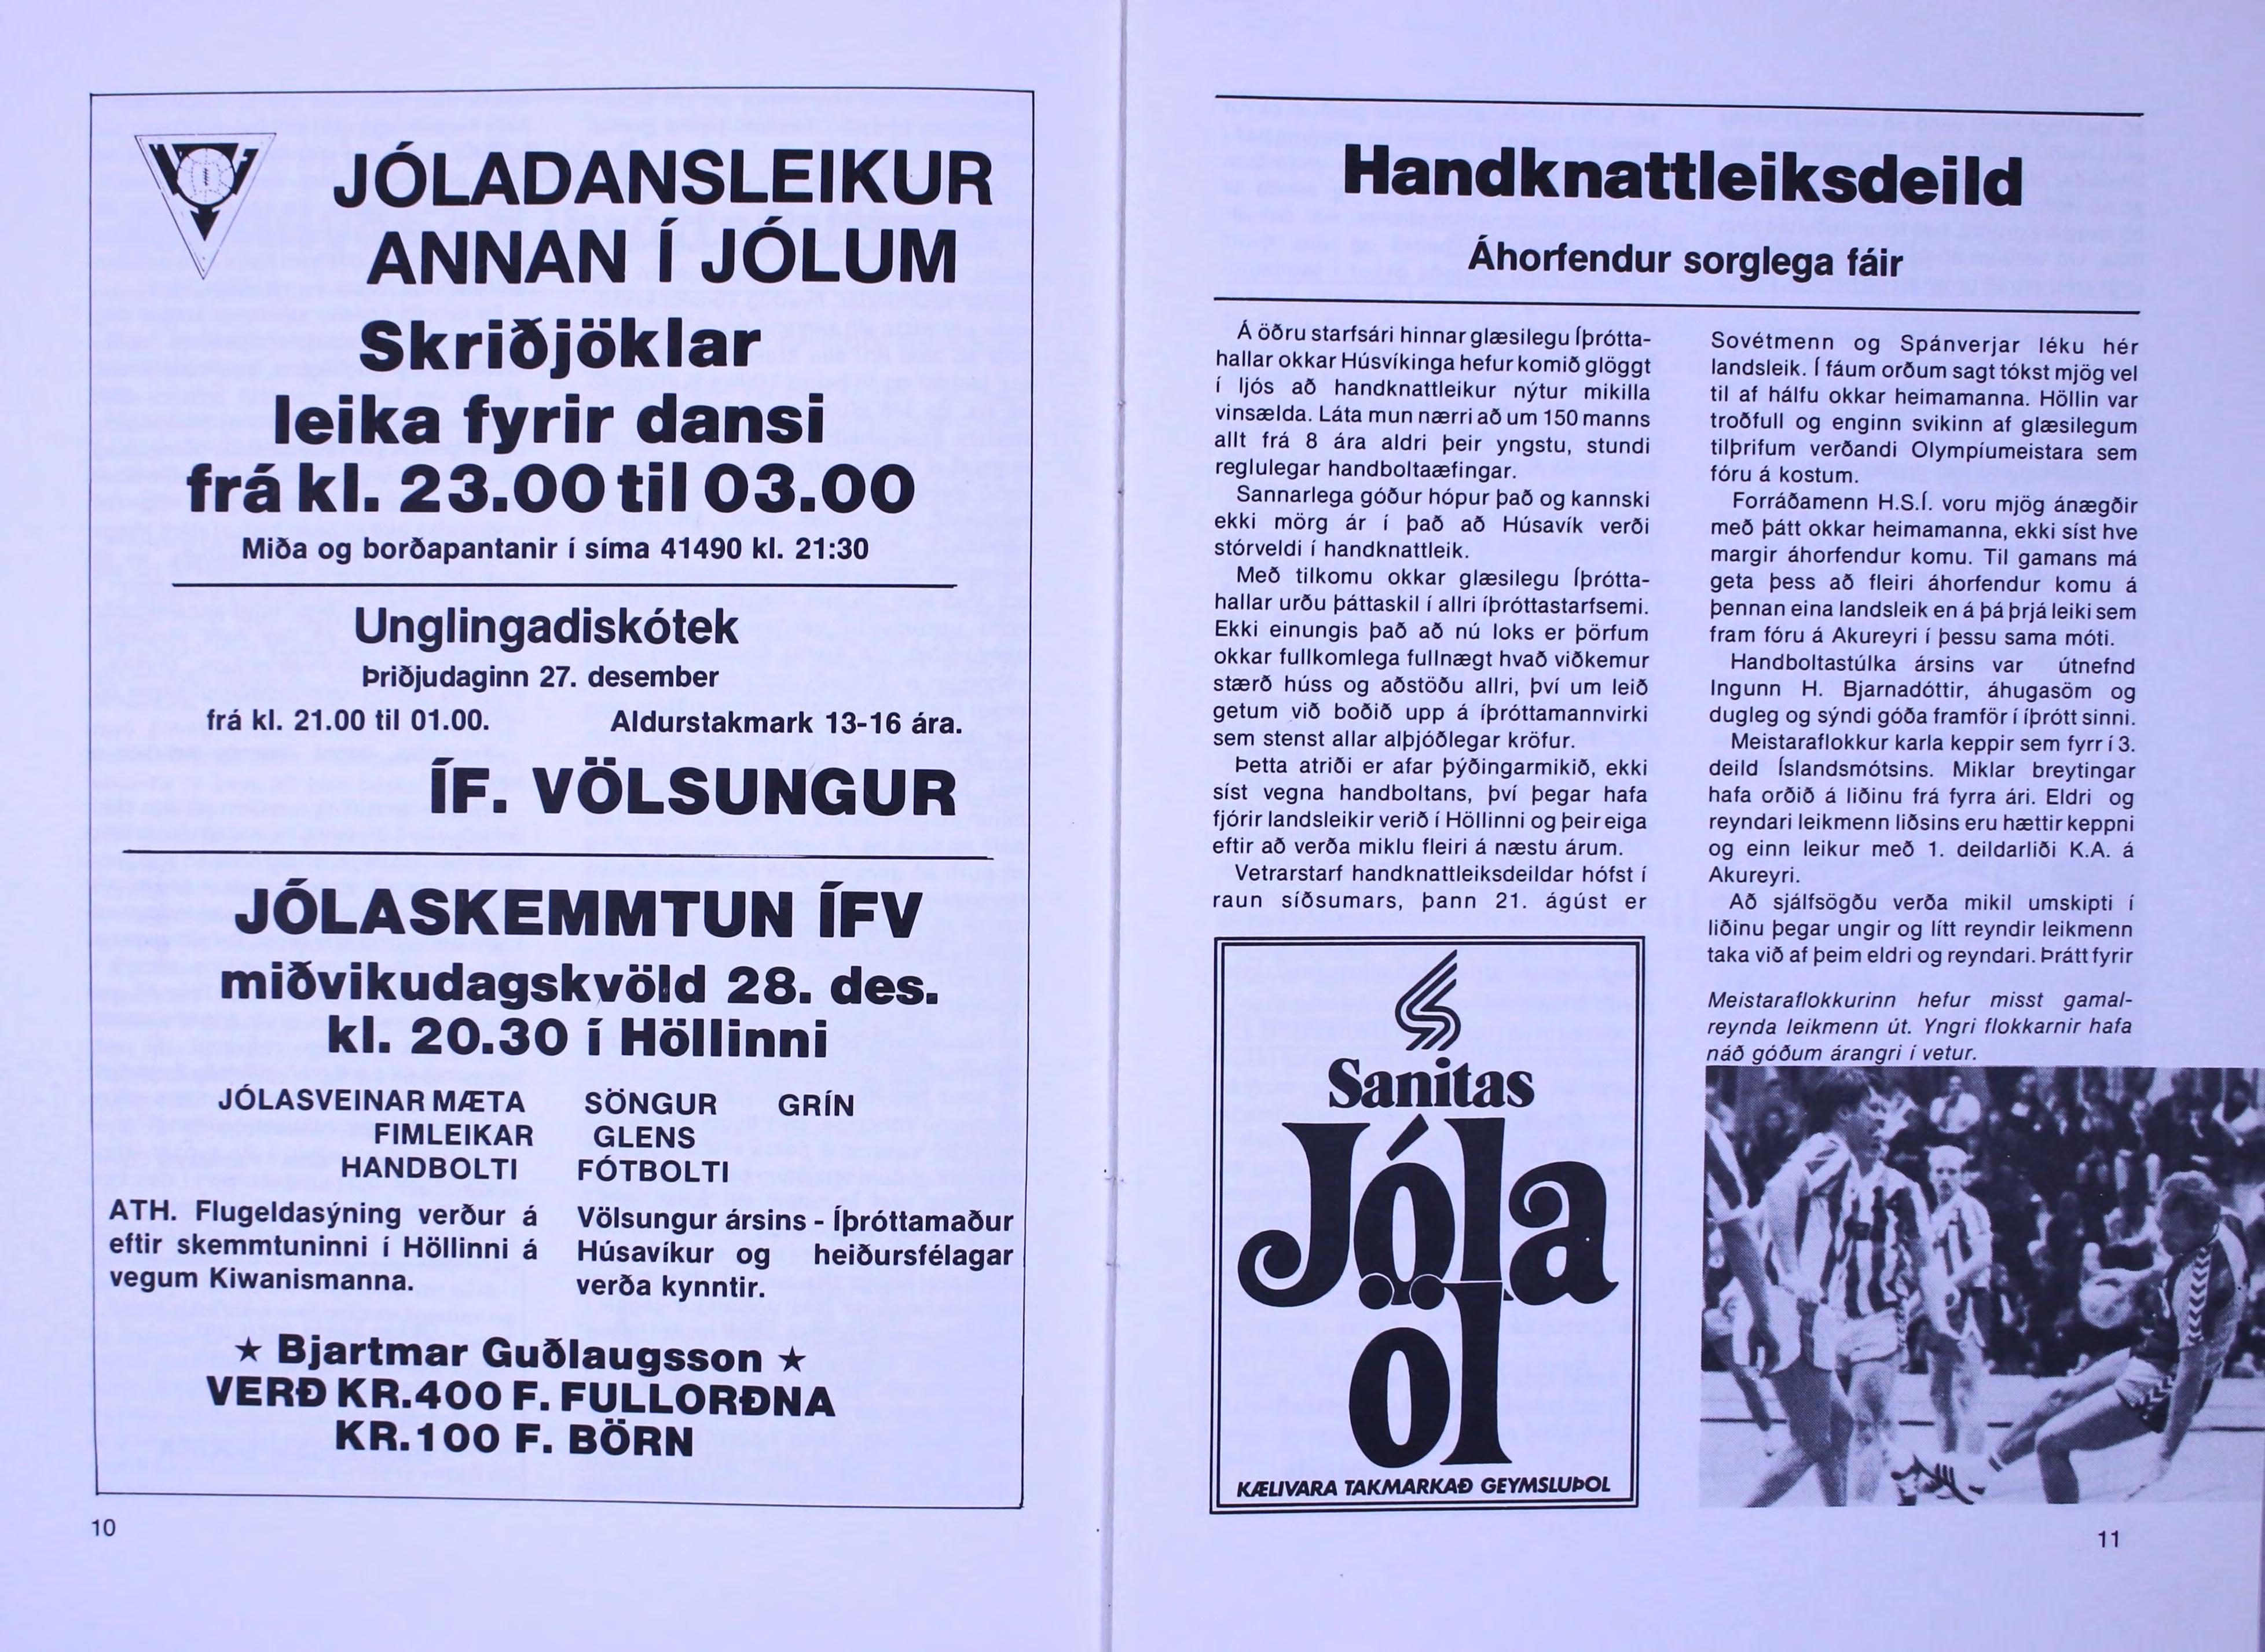 JÓLADANSLEIKUR
ANNAN Í JÓLUM
Skriðjöklar
leika fyrir dansi
frá kl. 23.00 til 03.00
Miða og borðapantanir í síma 41490 kl. 21:30
Unglingadiskótek
Þriðjudaginn 27. desember
frá kl. 21.00 til 01.00. Aldurstakmark 13-16 ára.
ÍF. VÖLSUNGUR
JÓLASKEMMTUN ÍFV
miðvikudagskvöld 28. des.
kl. 20.30 í Höllinni
JÓLASVEINAR MÆTA SÖNGUR GRÍN
FIMLEIKAR GLENS
HANDBOLTI FÓTBOLTI
ATH. Flugeldasýning verður á
eftir skemmtuninni í Höllinni á
vegum Kiwanismanna.
Völsungur ársins - Íþróttamaður
Húsavíkur og heiðursfélagar
verða kynntir.
★ Bjartmar Guðlaugsson ★
VERÐ KR.400 F. FULLORÐNA
KR.100 F. BÖRN
10
Handknattleiksdeild
Áhorfendur sorglega fáir
Á öðru starfsári hinnar glæsilegu Íþrótta-
hallar okkar Húsvíkinga hefur komið glöggt
í ljós að handknattleikur nýtur mikilla
vinsælda. Láta mun nærri að um 150 manns
allt frá 8 ára aldri þeir yngstu, stundi
reglulegar handboltaæfingar.
Sannarlega góður hópur það og kannski
ekki mörg ár í það að Húsavík verði
stórveldi í handknattleik.
Með tilkomu okkar glæsilegu Íþrótta-
hallar urðu þáttaskil í allri íþróttastarfsemi.
Ekki einungis það að nú loks er þörfum
okkar fullkomlega fullnægt hvað viðkemur
stærð húss og aðstöðu allri, því um leið
getum við boðið upp á íþróttamannvirki
sem stenst allar alþjóðlegar kröfur.
Þetta atriði er afar þýðingarmikið, ekki
síst vegna handboltans, því þegar hafa
fjórir landsleikir verið í Höllinni og þeir eiga
eftir að verða miklu fleiri á næstu árum.
Vetrarstarf handknattleiksdeildar hófst í
raun síðsumars, þann 21. ágúst er
Sanitas
Jóla
öl
KÆLIVARA TAKMARKAÐ GEYMSLUÞOL
Sovétmenn og Spánverjar léku hér
landsleik. Í fáum orðum sagt tókst mjög vel
til af hálfu okkar heimamanna. Höllin var
troðfull og enginn svikinn af glæsilegum
tilþrifum verðandi Olympíumeistara sem
fóru á kostum.
Forráðamenn H.S.Í. voru mjög ánægðir
með þátt okkar heimamanna, ekki síst hve
margir áhorfendur komu. Til gamans má
geta þess að fleiri áhorfendur komu á
þennan eina landsleik en á þá þrjá leiki sem
fram fóru á Akureyri í þessu sama móti.
Handboltastúlka ársins var útnefnd
Ingunn H. Bjarnadóttir, áhugasöm og
dugleg og sýndi góða framför í íþrótt sinni.
Meistaraflokkur karla keppir sem fyrr í 3.
deild Íslandsmótsins. Miklar breytingar
hafa orðið á liðinu frá fyrra ári. Eldri og
reyndari leikmenn liðsins eru hættir keppni
og einn leikur með 1. deildarliði K.A. á
Akureyri.
Að sjálfsögðu verða mikil umskipti í
liðinu þegar ungir og lítt reyndir leikmenn
taka við af þeim eldri og reyndari. Þrátt fyrir
Meistaraflokkurinn hefur misst gamal-
reynda leikmenn út. Yngri flokkarnir hafa
náð góðum árangri í vetur.
11